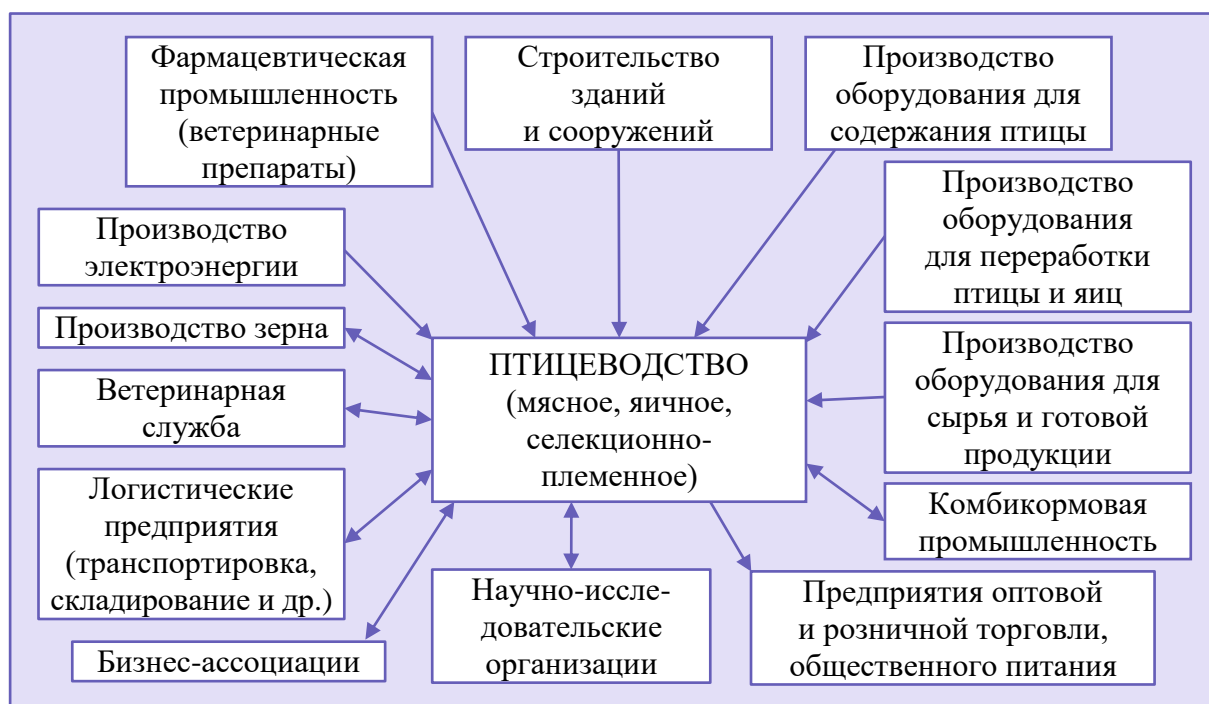 Фармацевтическая
промышленность
(ветеринарные
препараты)
Строительство
зданий
и сооружений
Производство
оборудования для
содержания птицы
Производство
электроэнергии
Производство
оборудования
для переработки
птицы и яиц
Производство зерна
ПТИЦЕВОДСТВО
(мясное, яичное,
селекционно-
племенное)
Производство
оборудования для
сырья и готовой
продукции
Ветеринарная
служба
Логистические
предприятия
(транспортировка,
складирование и др.)
Комбикормовая
промышленность
Бизнес-ассоциации
Научно-иссле-
довательские
организации
Предприятия оптовой
и розничной торговли,
общественного питания